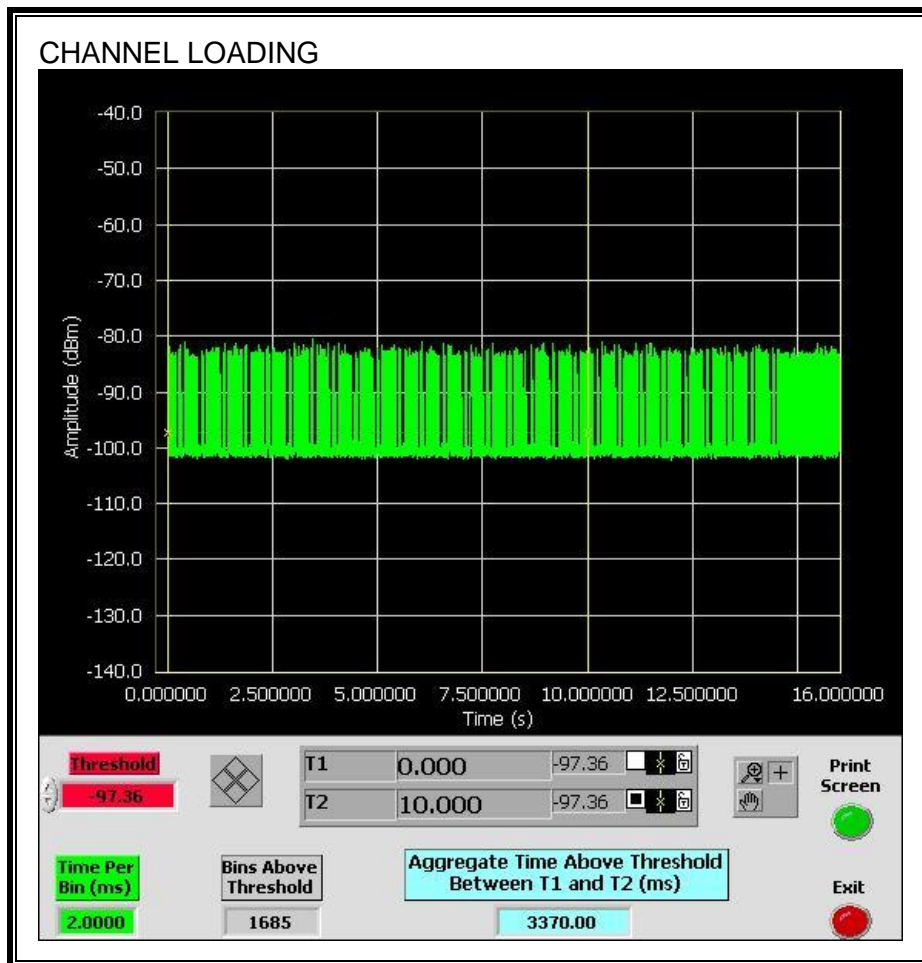 CHANNEL LOADING
-40.0
-50.0
-60.0
-70.0
-80.0
-90.0
-100.0
-110.0
-120.0
-130.0
-140.0
Amplitude (dBm)
0.000000 2.500000 5.000000 7.500000 10.000000 12.500000 16.000000
Time (s)
Threshold
-97.36
T1 0.000 -97.36
T2 10.000 -97.36
Print
Screen
Time Per
Bin (ms)
2.0000
Bins Above
Threshold
1685
Aggregate Time Above Threshold
Between T1 and T2 (ms)
3370.00
Exit